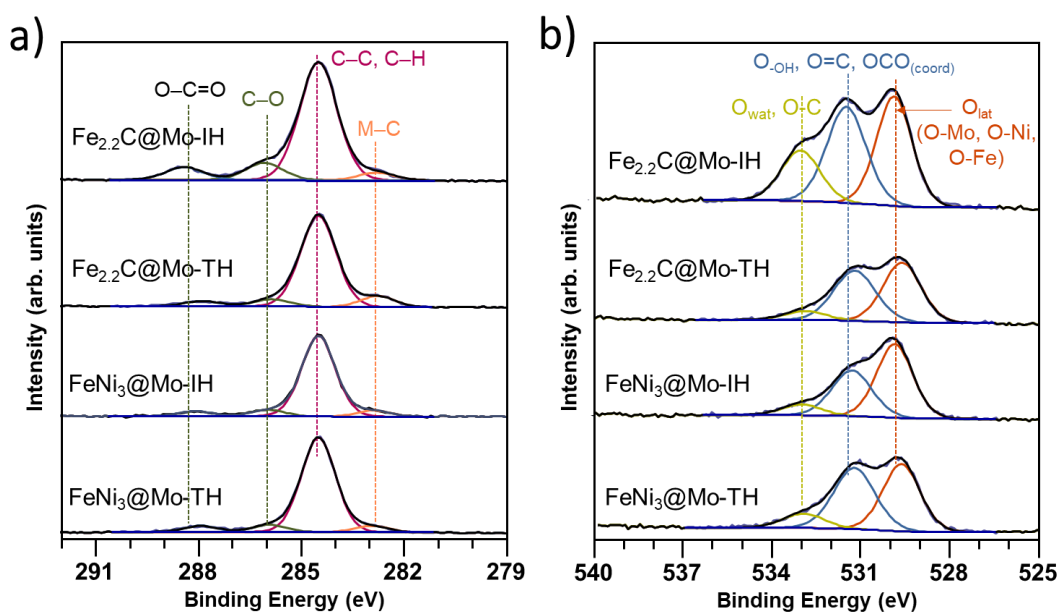 a)
O–C=O
C–O
C–C, C–H
M–C
Fe2.2C@Mo-IH
Fe2.2C@Mo-TH
FeNi3@Mo-IH
FeNi3@Mo-TH
Intensity (arb. units)
291 288 285 282 279
Binding Energy (eV)
b)
O-OH, O=C, OCO(coord)
Owat, O-C
Olat
(O-Mo, O-Ni,
O-Fe)
Fe2.2C@Mo-IH
Fe2.2C@Mo-TH
FeNi3@Mo-IH
FeNi3@Mo-TH
Intensity (arb. units)
540 537 534 531 528 525
Binding Energy (eV)